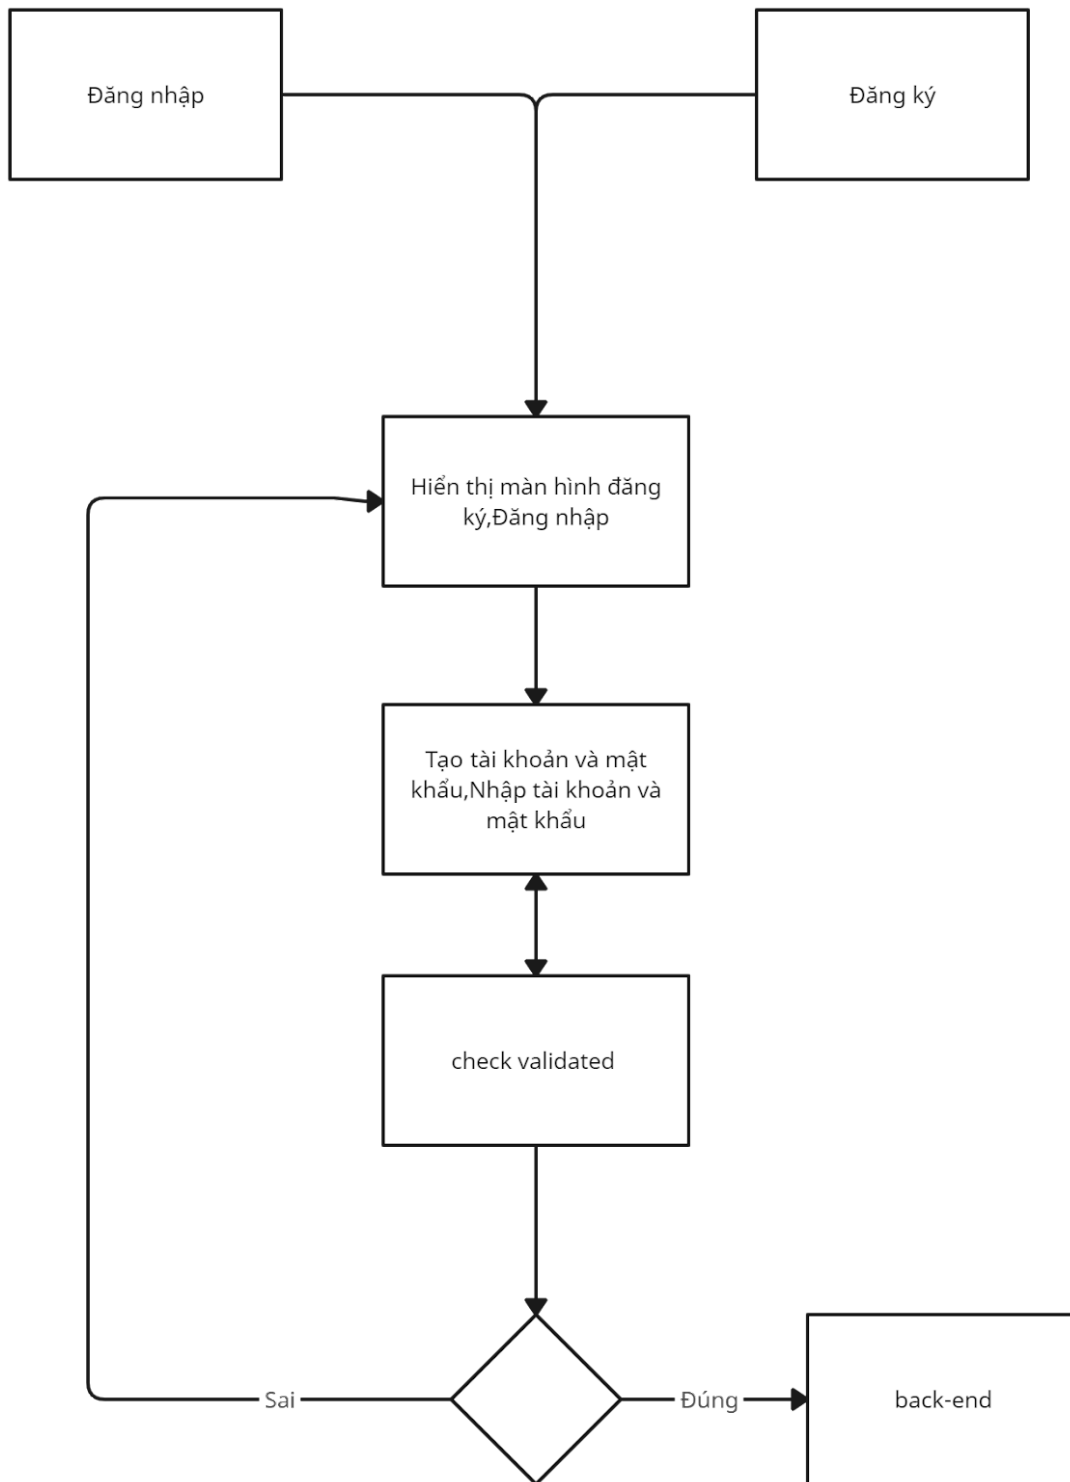 Đăng nhập
Đăng ký
Hiển thị màn hình đăng
ký,Đăng nhập
Tạo tài khoản và mật
khẩu,Nhập tài khoản và
mật khẩu
check validated
Sai
Đúng
back-end